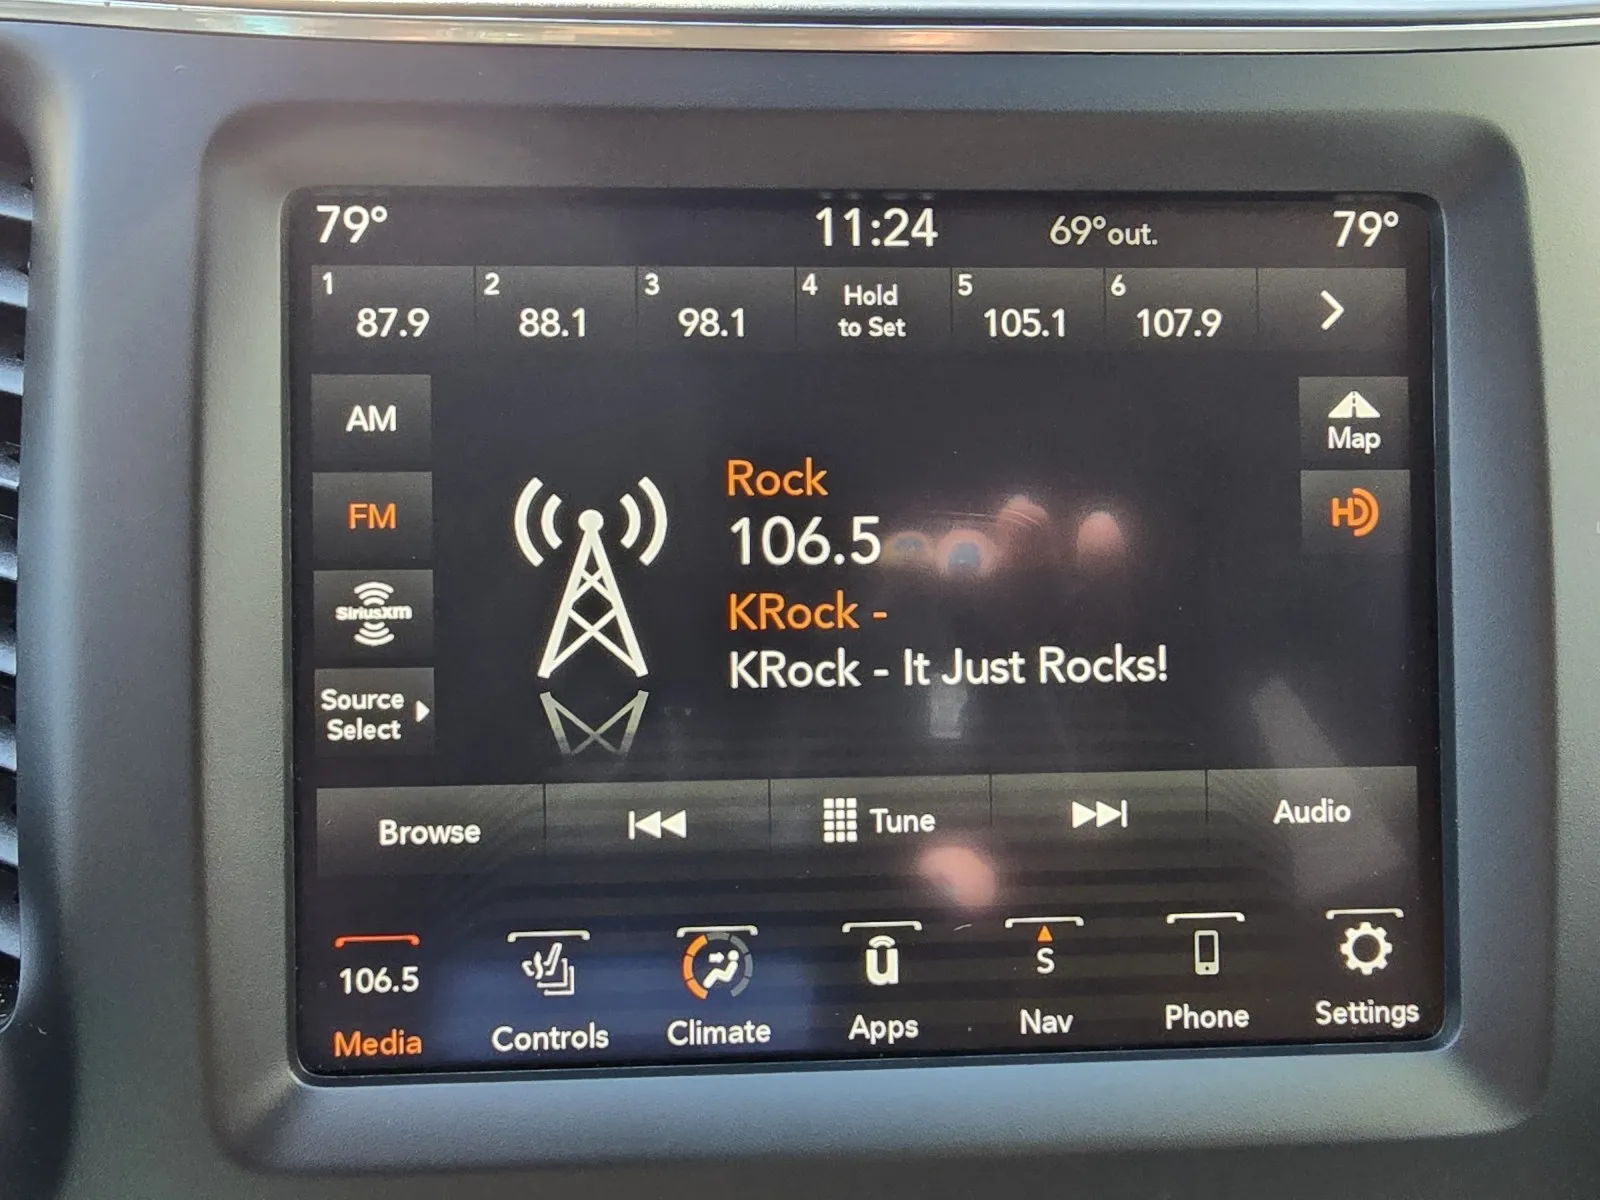 79° 11:24 69°out. 79°
1 87.9 2 88.1 3 98.1 4 Hold to Set 5 105.1 6 107.9
AM
Map
Rock
FM
106.5
HD
KRock -
SiriusXM
KRock - It Just Rocks!
Source
Select
Browse Tune Audio
106.5 u S
Media Controls Climate Apps Nav Phone Settings